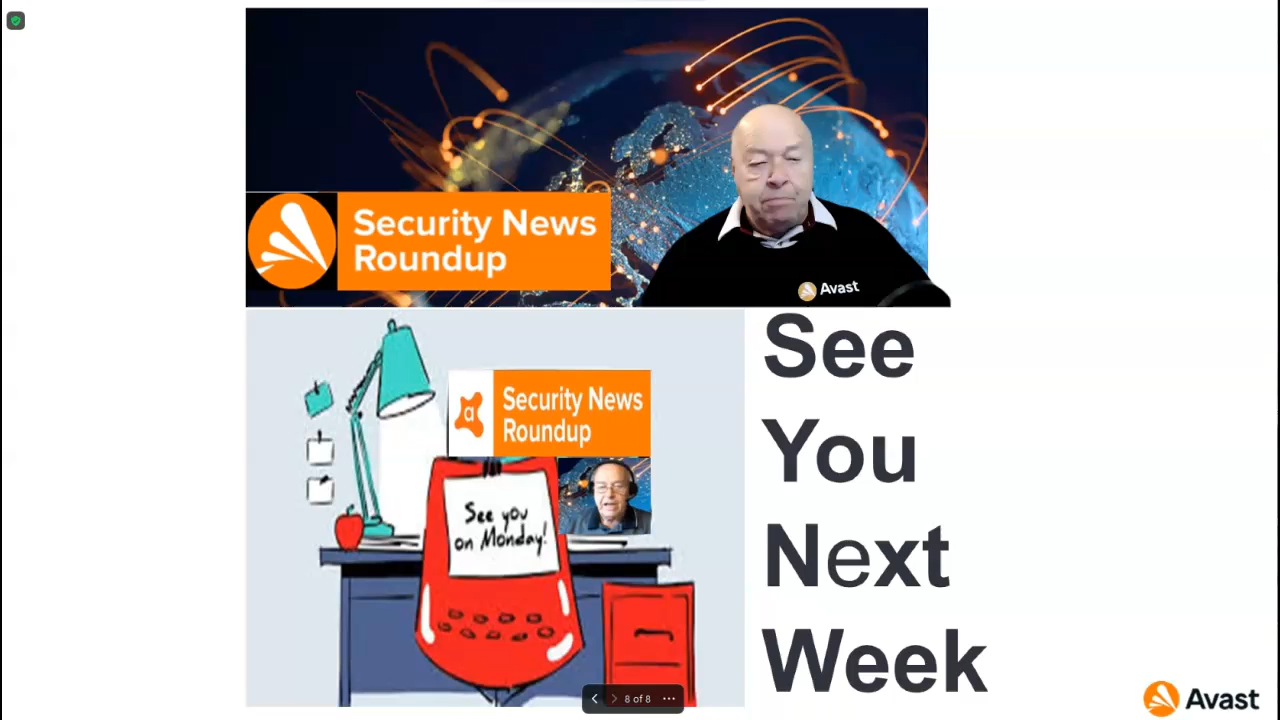 Security News
Roundup
Avast
See
You
Next
Week
Security News
Roundup
a
See you
on Monday!
8 of 8
Avast